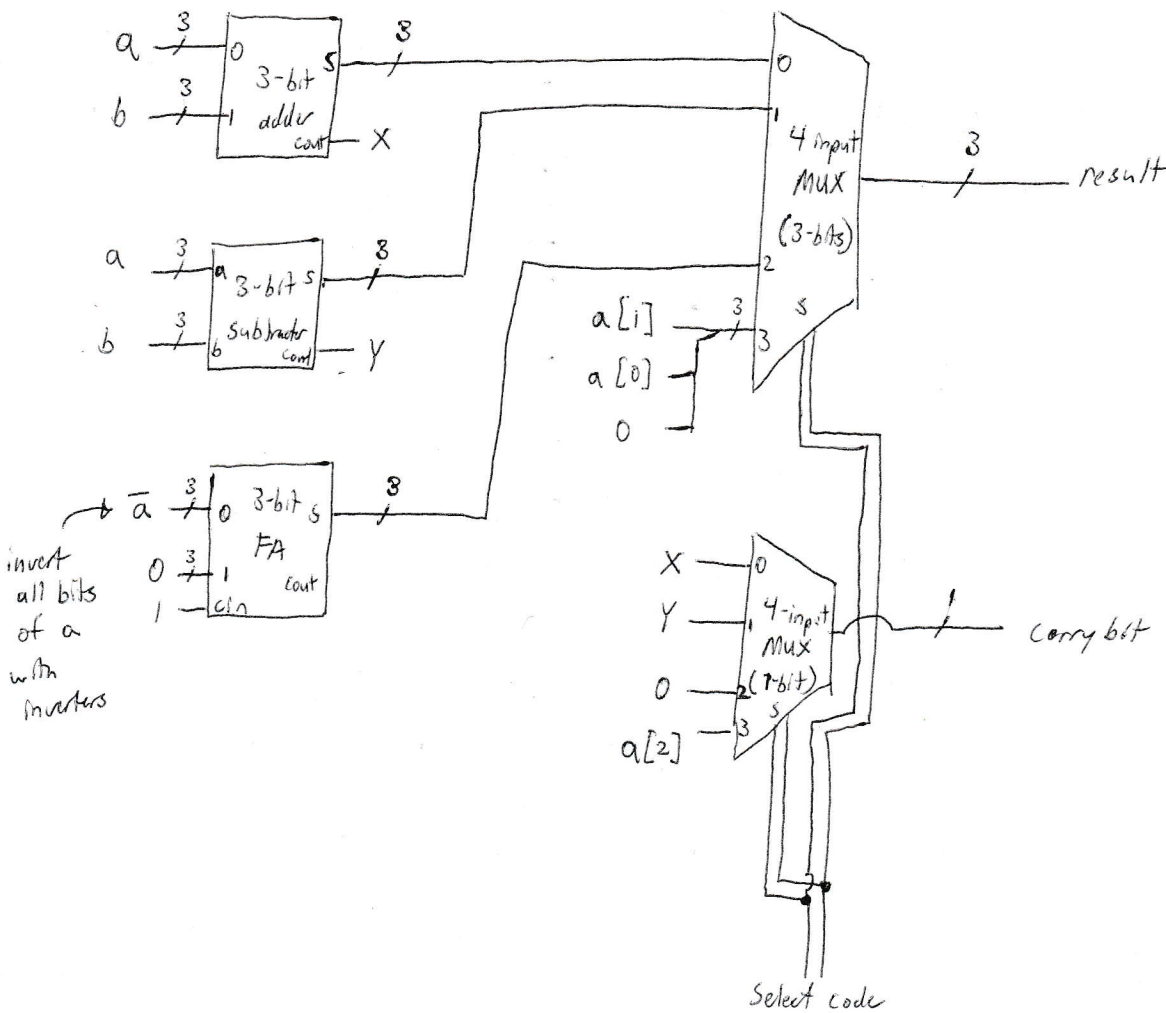 a 3
b 3
0
1
3-bit
adder
s
cout
3
X
a 3
b 3
a
b
3-bit
subtractor
s
cout
3
Y
invert
all bits
of a
with
inverters
a̅ 3
0 3
1
0
1
cin
3-bit
FA
s
cout
3
a[1]
a[0]
0
3
0
1
2
3
4 input
MUX
(3-bits)
s
3
result
X
Y
0
a[2]
0
1
2
3
4-input
MUX
(1-bit)
s
1
carry bit
Select code